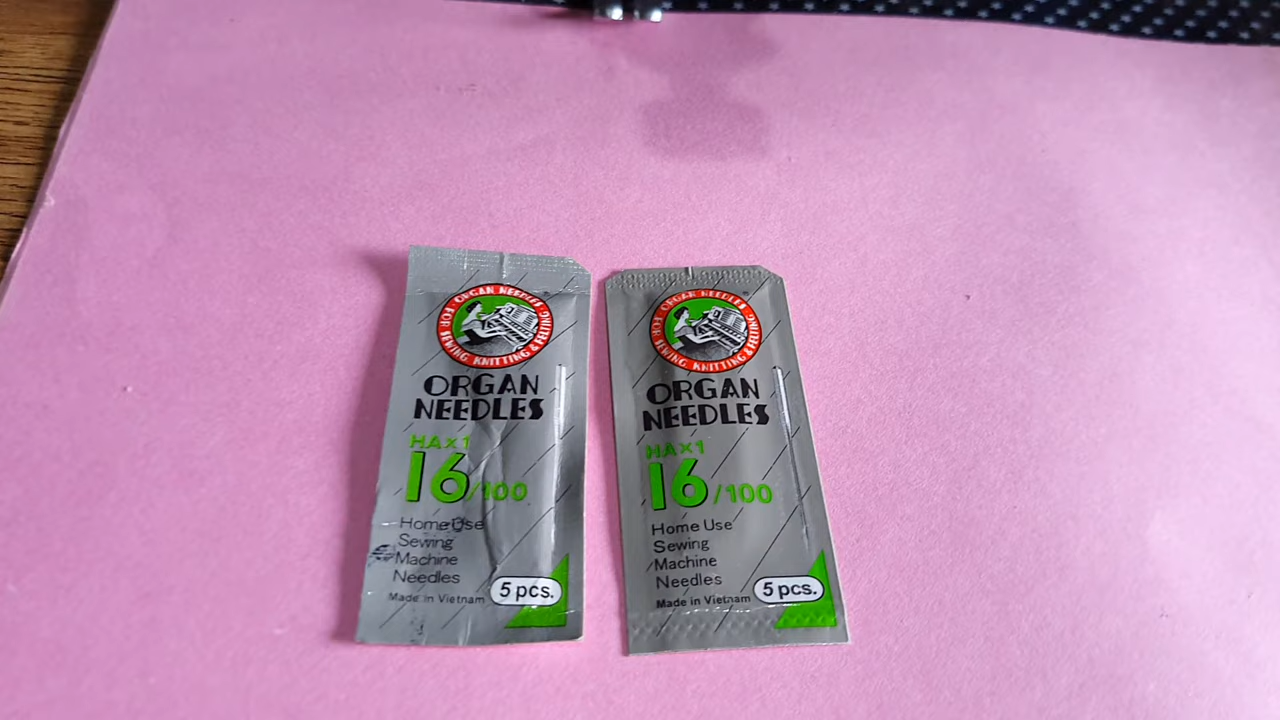 ORGAN NEEDLES
FOR SEWING KNITTING & FELTING
ORGAN
NEEDLES
HA×1
16/100
Home Use
Sewing
Machine
Needles
Made in Vietnam
5 pcs.
ORGAN NEEDLES
FOR SEWING KNITTING & FELTING
ORGAN
NEEDLES
HA×1
16/100
Home Use
Sewing
Machine
Needles
Made in Vietnam
5 pcs.